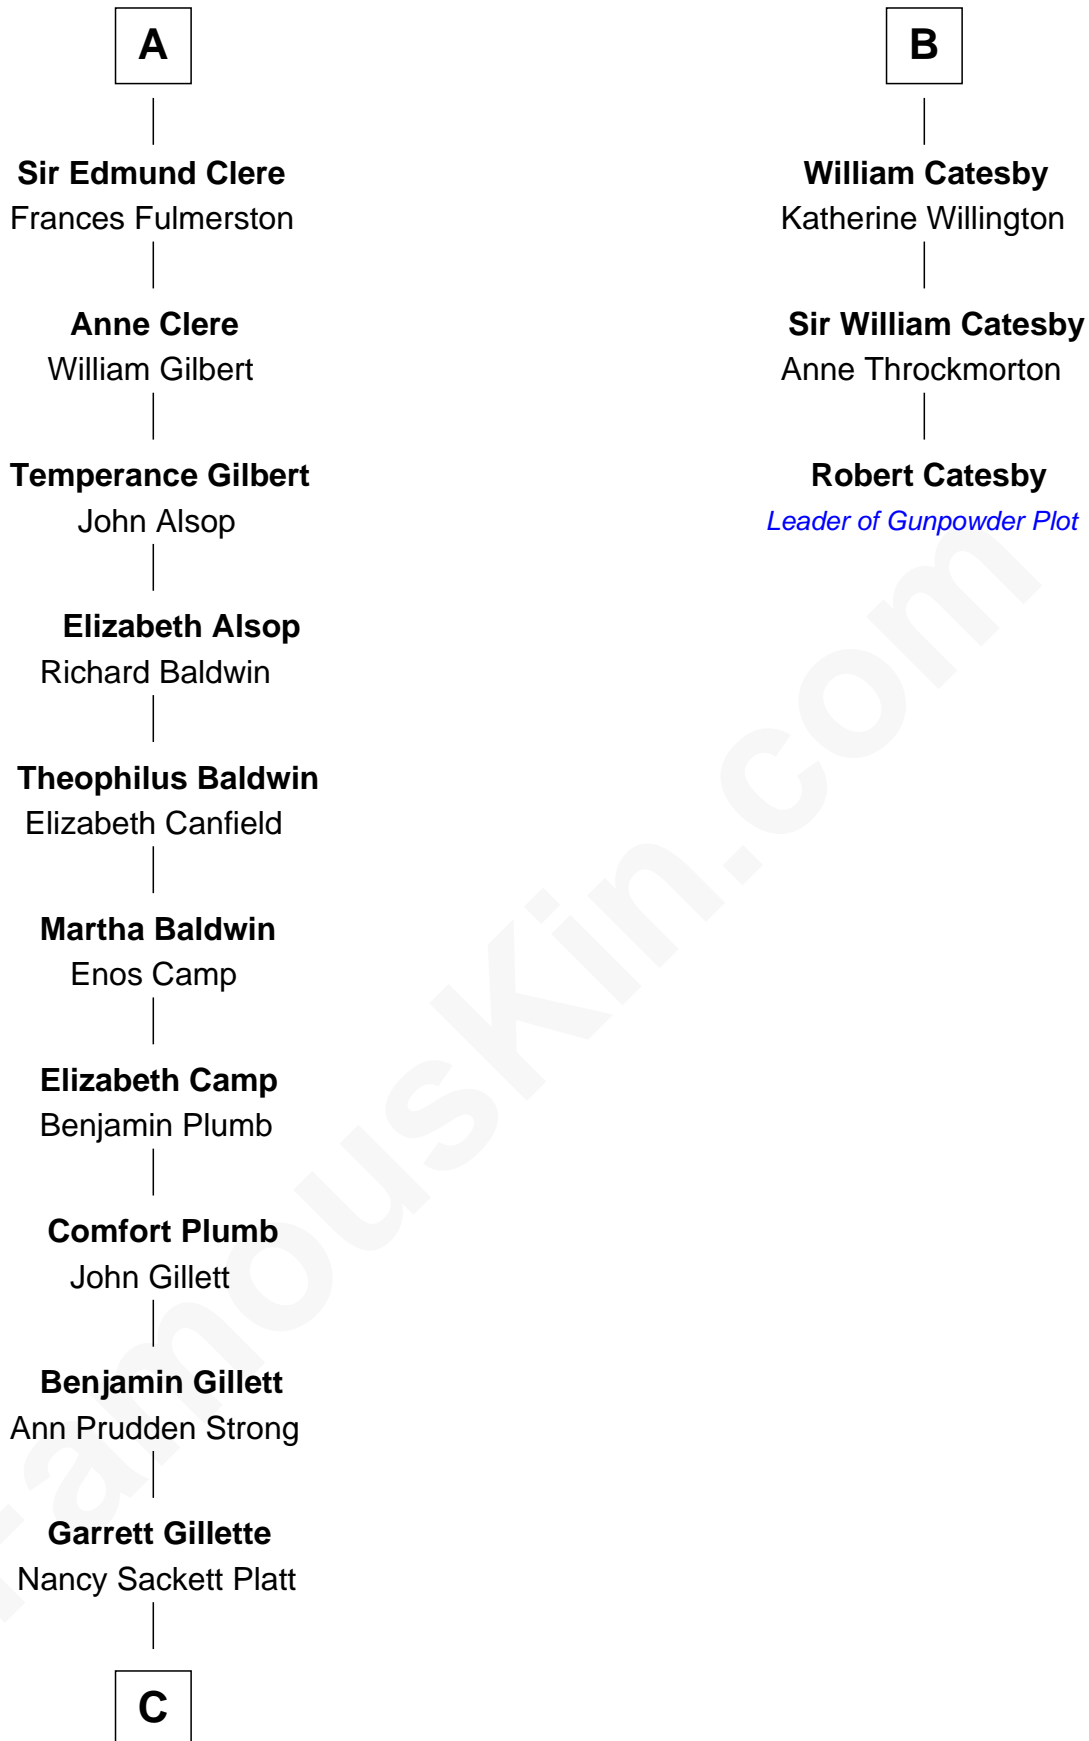 A
Sir Edmund Clere
Frances Fulmerston
Anne Clere
William Gilbert
Temperance Gilbert
John Alsop
Elizabeth Alsop
Richard Baldwin
Theophilus Baldwin
Elizabeth Canfield
Martha Baldwin
Enos Camp
Elizabeth Camp
Benjamin Plumb
Comfort Plumb
John Gillett
Benjamin Gillett
Ann Prudden Strong
Garrett Gillette
Nancy Sackett Platt
C
B
William Catesby
Katherine Willington
Sir William Catesby
Anne Throckmorton
Robert Catesby
Leader of Gunpowder Plot
FamousKin.com